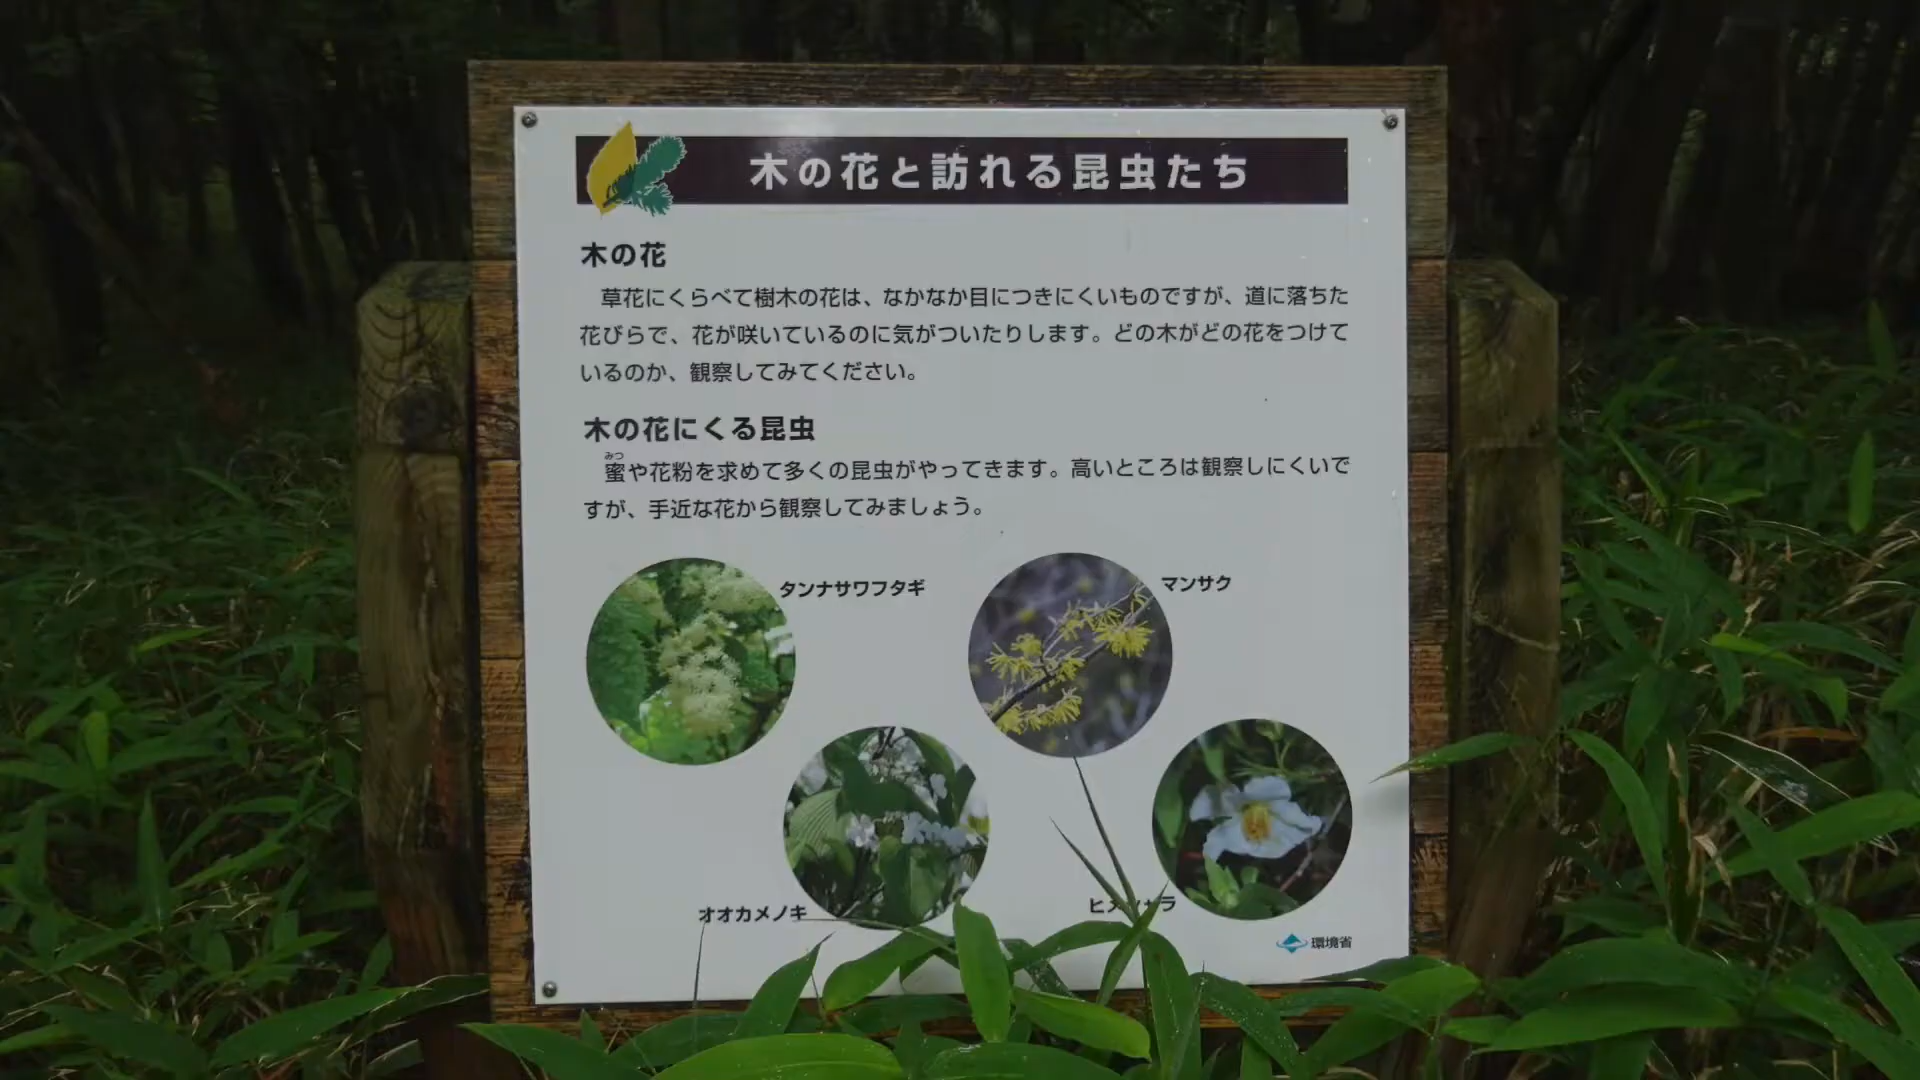 木の花と訪れる昆虫たち
木の花
草花にくらべて樹木の花は、なかなか目につきにくいものですが、道に落ちた
花びらで、花が咲いているのに気がついたりします。どの木がどの花をつけて
いるのか、観察してみてください。
木の花にくる昆虫
みつ
蜜や花粉を求めて多くの昆虫がやってきます。高いところは観察しにくいで
すが、手近な花から観察してみましょう。
タンナサワフタギ
マンサク
オオカメノキ
環境省